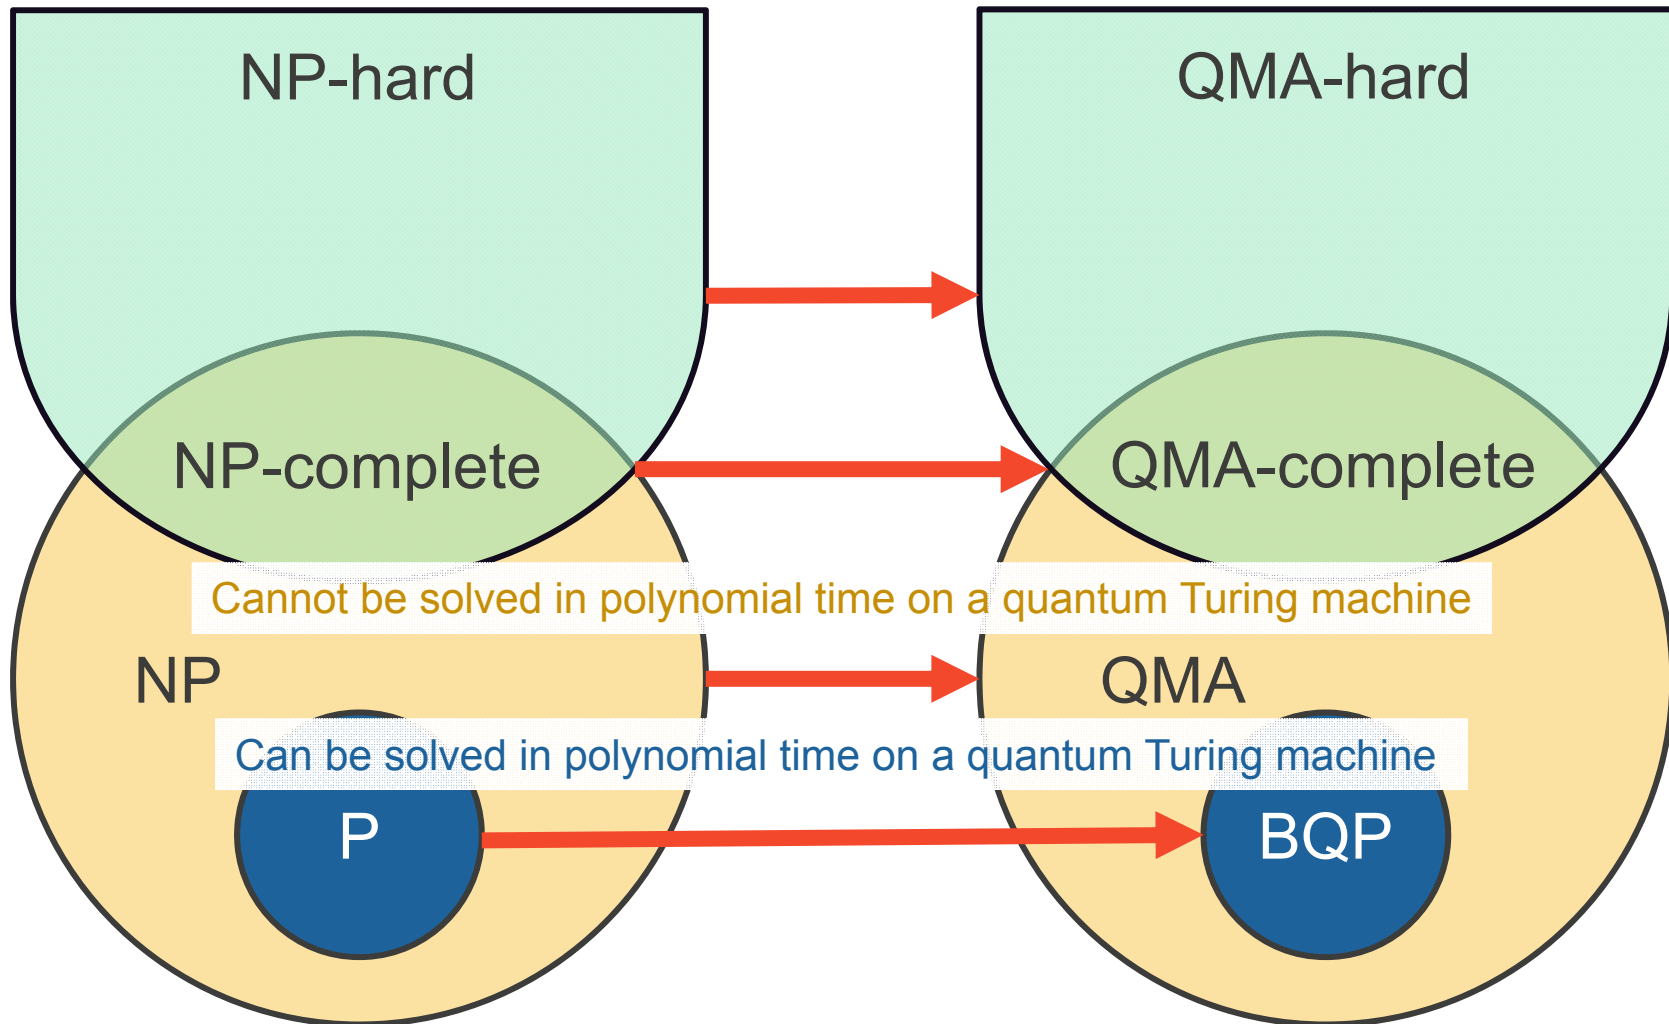 NP-hard
QMA-hard
NP-complete
QMA-complete
Cannot be solved in polynomial time on a quantum Turing machine
NP
QMA
Can be solved in polynomial time on a quantum Turing machine
P
BQP